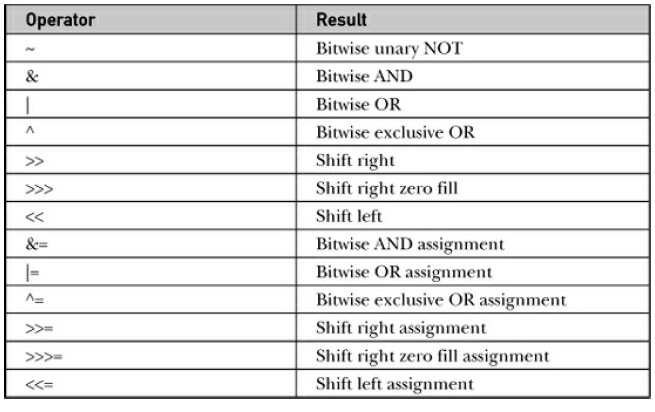 Operator Result
~ Bitwise unary NOT
& Bitwise AND
| Bitwise OR
^ Bitwise exclusive OR
>> Shift right
>>> Shift right zero fill
<< Shift left
&= Bitwise AND assignment
|= Bitwise OR assignment
^= Bitwise exclusive OR assignment
>>= Shift right assignment
>>>= Shift right zero fill assignment
<<= Shift left assignment